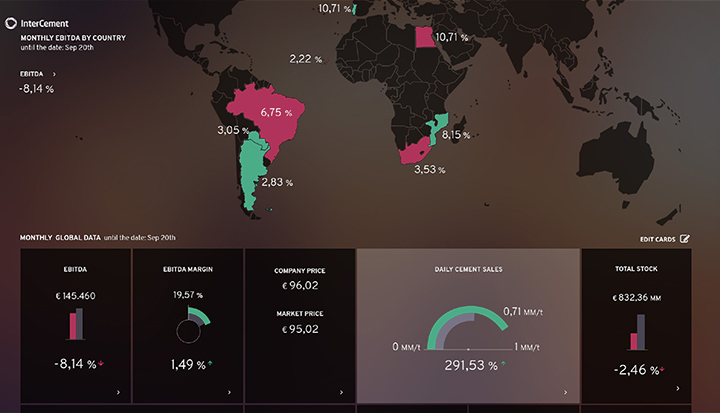 InterCement
MONTHLY EBITDA BY COUNTRY
until the date: Sep 20th
EBITDA >
-8,14 %
10,71 %
10,71 %
2,22 %
6,75 %
3,05 %
8,15 %
3,53 %
2,83 %
MONTHLY GLOBAL DATA until the date: Sep 20th
EDIT CARDS
EBITDA
€ 145.460
-8,14 %
EBITDA MARGIN
19,57 %
1,49 %
COMPANY PRICE
€ 96,02
MARKET PRICE
€ 95,02
DAILY CEMENT SALES
0,71 MM/t
0 MM/t
1 MM/t
291,53 %
TOTAL STOCK
€ 832,36 MM
-2,46 %